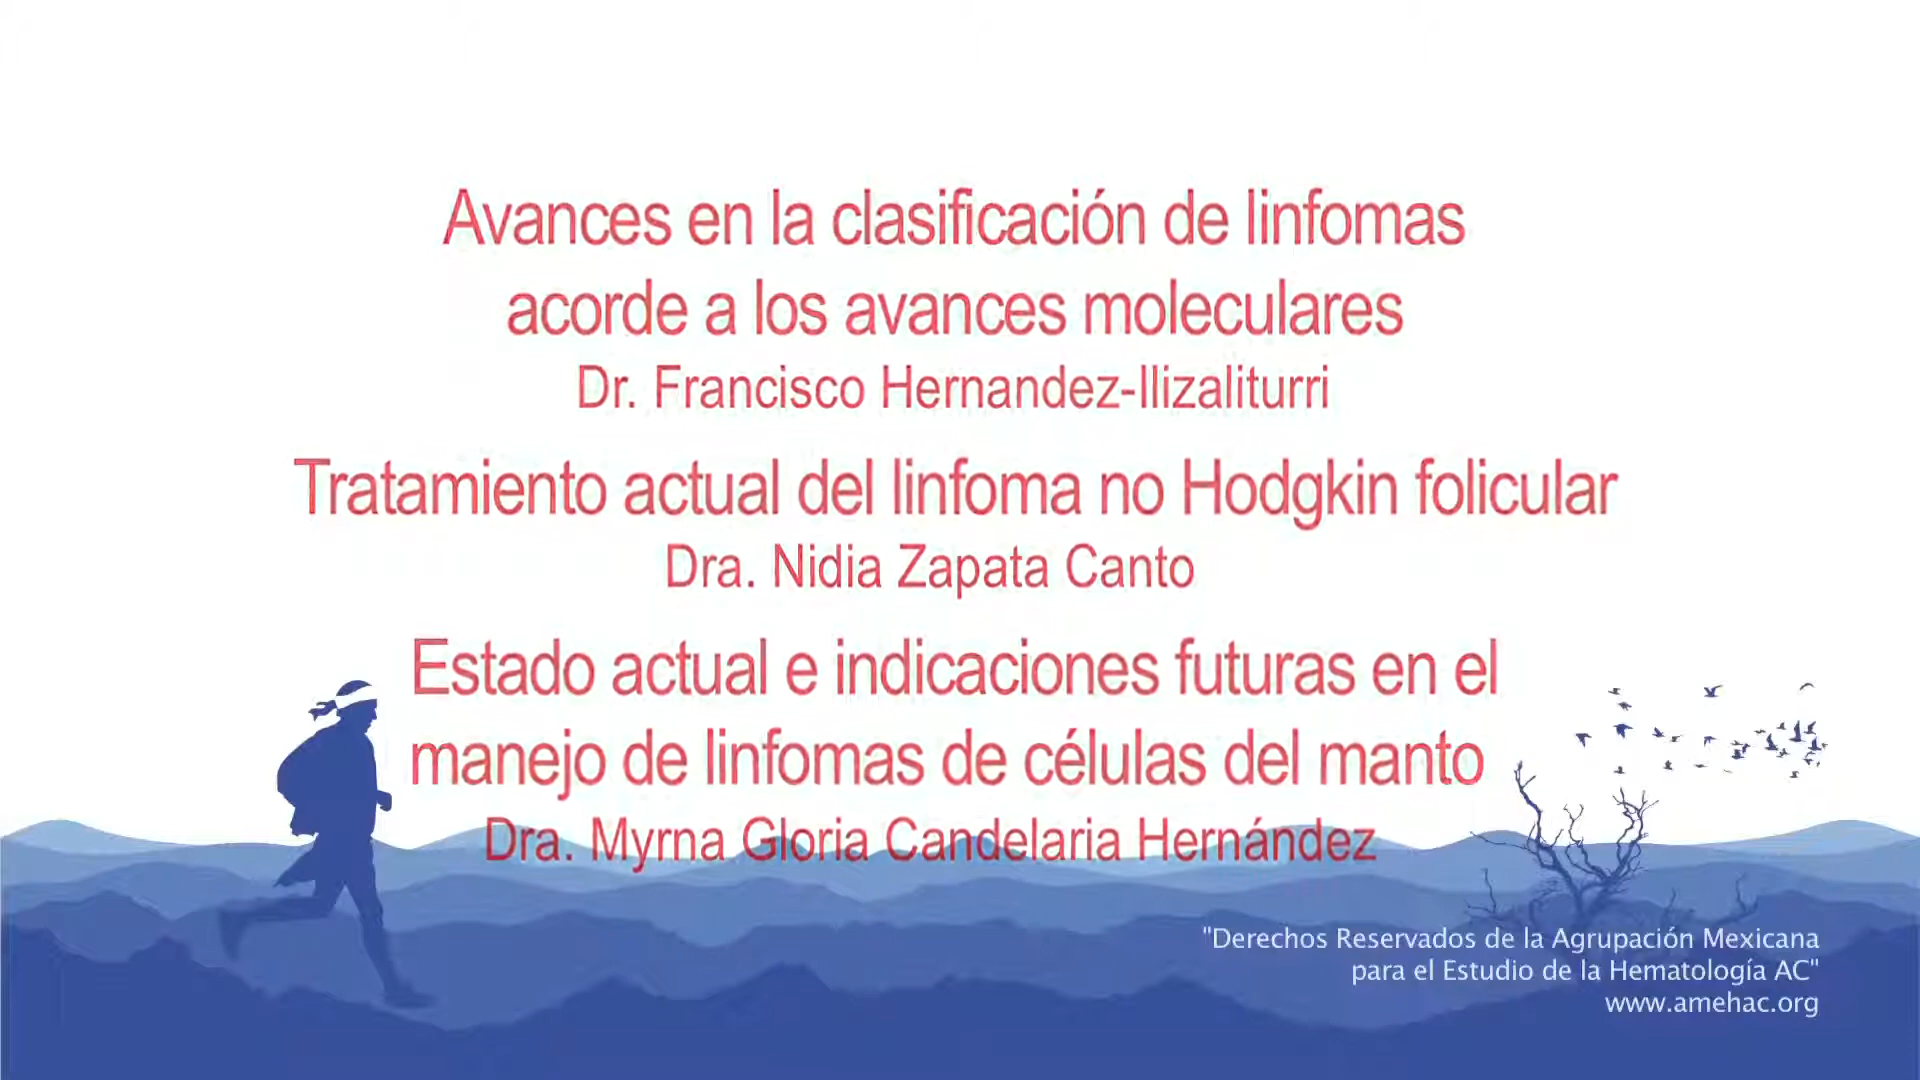 Avances en la clasificación de linfomas
acorde a los avances moleculares
Dr. Francisco Hernandez-Ilizaliturri
Tratamiento actual del linfoma no Hodgkin folicular
Dra. Nidia Zapata Canto
Estado actual e indicaciones futuras en el
manejo de linfomas de células del manto
Dra. Myrna Gloria Candelaria Hernández
"Derechos Reservados de la Agrupación Mexicana
para el Estudio de la Hematología AC"
www.amehac.org